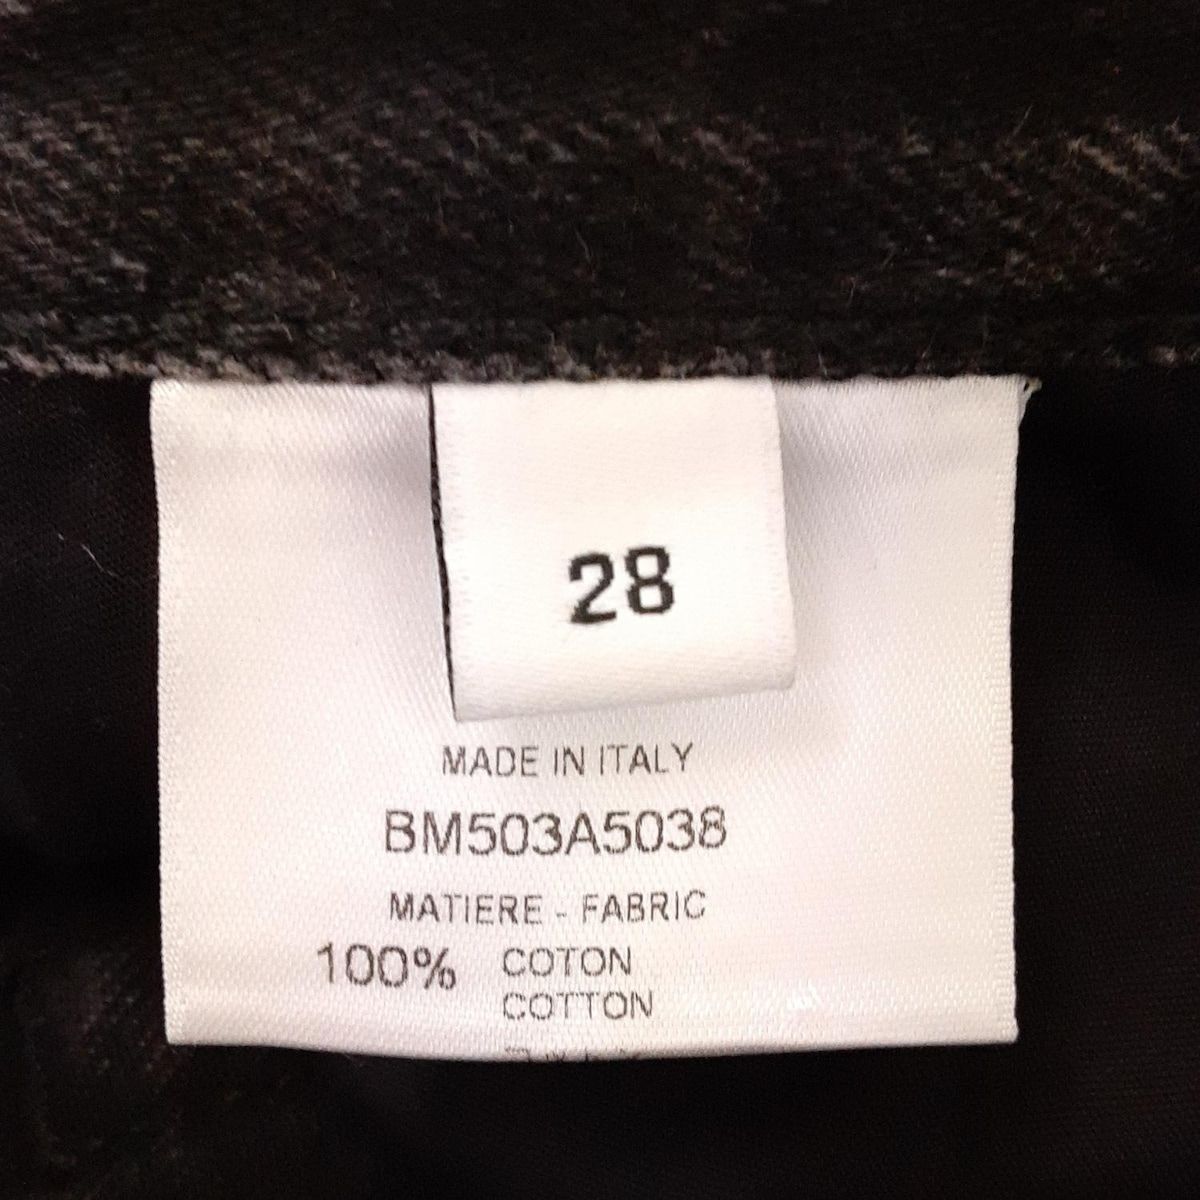 28
MADE IN ITALY
BM503A5038
MATIERE - FABRIC
100% COTON
COTTON